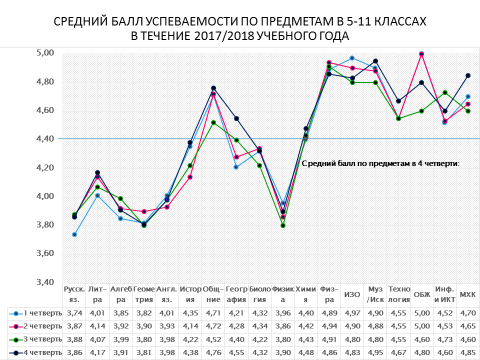 СРЕДНИЙ БАЛЛ УСПЕВАЕМОСТИ ПО ПРЕДМЕТАМ В 5-11 КЛАССАХ
В ТЕЧЕНИЕ 2017/2018 УЧЕБНОГО ГОДА
5,00
4,80
4,60
4,40
4,20
4,00
3,80
3,60
3,40
Средний балл по предметам в 4 четверти:
Русск. Лит- Алгеб Геоме Англ. Истор Общ- Геогр Биоло Физик Хими Физ- ИЗО Муз Техно ОБЖ Инф. МХК
яз. ра ра трия яз. ия ние афия гия а я ра /Иск логия и ИКТ
1 четверть 3,74 4,01 3,85 3,82 4,01 4,35 4,71 4,21 4,32 3,96 4,40 4,89 4,97 4,90 4,55 5,00 4,52 4,70
2 четверть 3,87 4,14 3,92 3,90 3,93 4,14 4,72 4,28 4,34 3,86 4,42 4,94 4,90 4,88 4,55 5,00 4,53 4,65
3 четверть 3,88 4,07 3,99 3,80 3,98 4,22 4,52 4,40 4,22 3,80 4,43 4,91 4,80 4,80 4,55 4,60 4,73 4,60
4 четверть 3,86 4,17 3,91 3,81 3,98 4,38 4,76 4,55 4,32 3,90 4,48 4,86 4,83 4,95 4,67 4,80 4,60 4,85